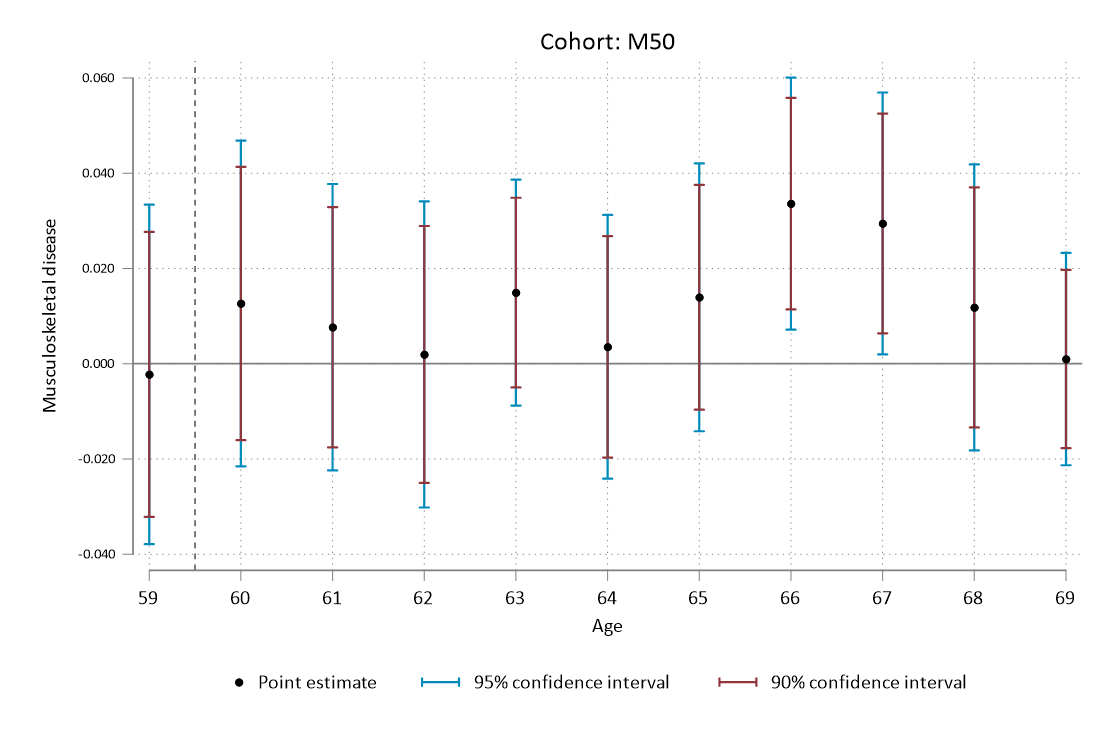 Cohort: M50
Musculoskeletal disease
0.060
0.040
0.020
0.000
-0.020
-0.040
59 60 61 62 63 64 65 66 67 68 69
Age
Point estimate 95% confidence interval 90% confidence interval